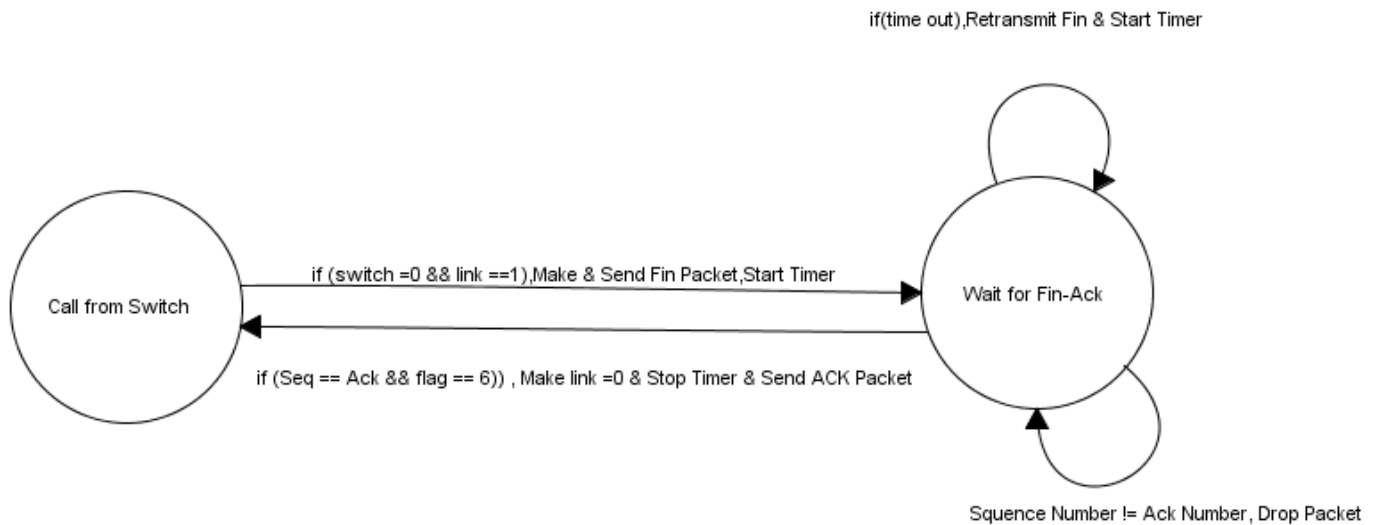 if(time out),Retransmit Fin & Start Timer
if (switch =0 && link ==1),Make & Send Fin Packet,Start Timer
Call from Switch
Wait for Fin-Ack
if (Seq == Ack && flag == 6)) , Make link =0 & Stop Timer & Send ACK Packet
Squence Number != Ack Number, Drop Packet